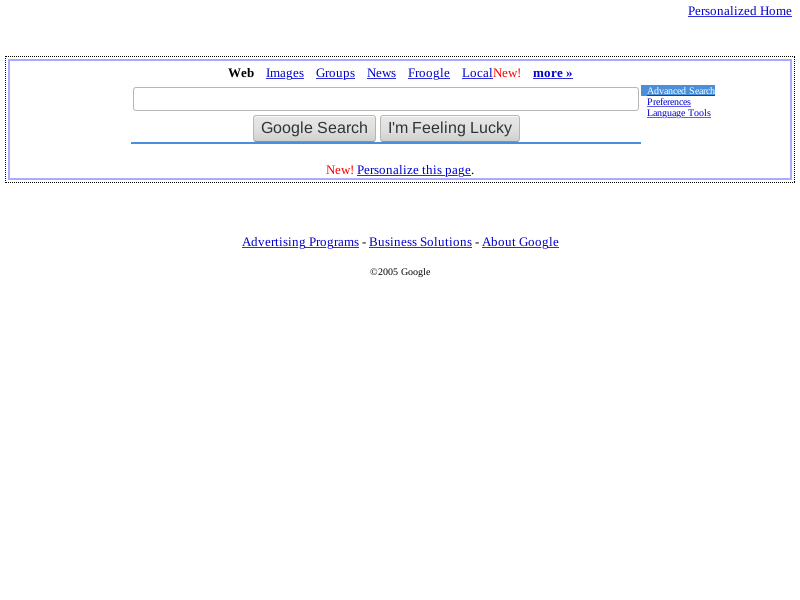 Personalized Home
Web Images Groups News Froogle LocalNew! more »
Advanced Search
Preferences
Language Tools
Google Search I'm Feeling Lucky
New! Personalize this page.
Advertising Programs - Business Solutions - About Google
©2005 Google